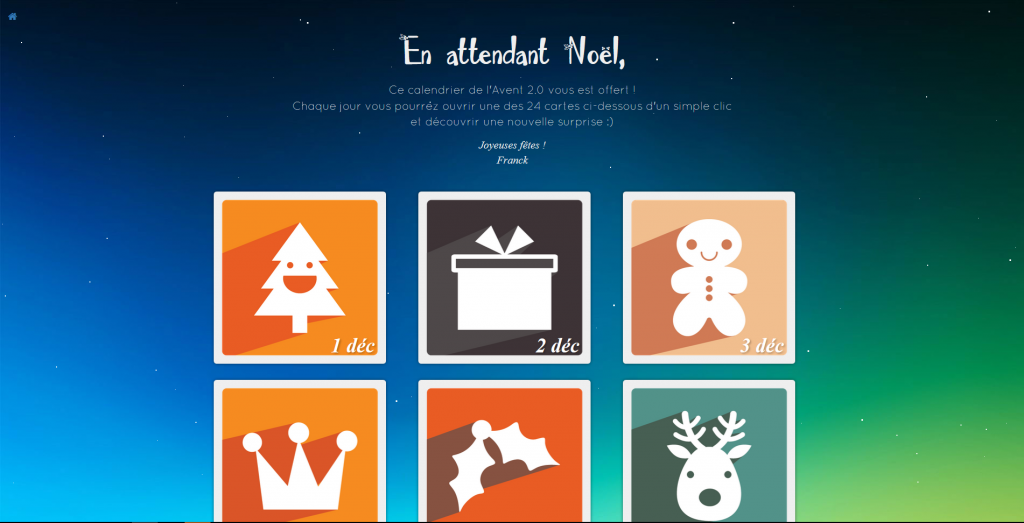 En attendant Noël,
Ce calendrier de l'Avent 2.0 vous est offert !
Chaque jour vous pourrêz ouvrir une des 24 cartes ci-dessous d'un simple clic
et découvrir une nouvelle surprise :)
Joyeuses fêtes !
Franck
1 déc
2 déc
3 déc